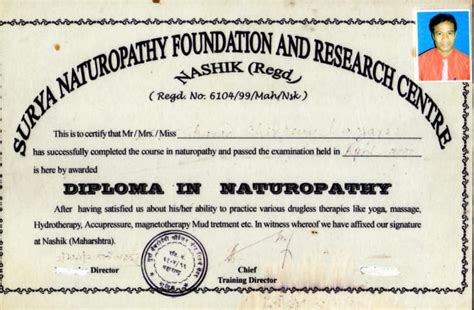 SURYA NATUROPATHY FOUNDATION AND RESEARCH CENTRE
NASHIK (Regd)
(Regd. No. 6104/99/Mah/Nsk)
This is to certify that Mr / Mrs. / Miss
has successfully completed the course in naturopathy and passed the examination held in April
is here by awarded
DIPLOMA IN NATUROPATHY
After having satisfied us about his/her ability to practice various drugless therapies like yoga, massage,
Hydrotherapy, Accupressure, magnetotherapy Mud tretment etc. In witness whereof we have affixed our signature
at Nashik (Maharshtra).
Director
Chief
Training Director
Director